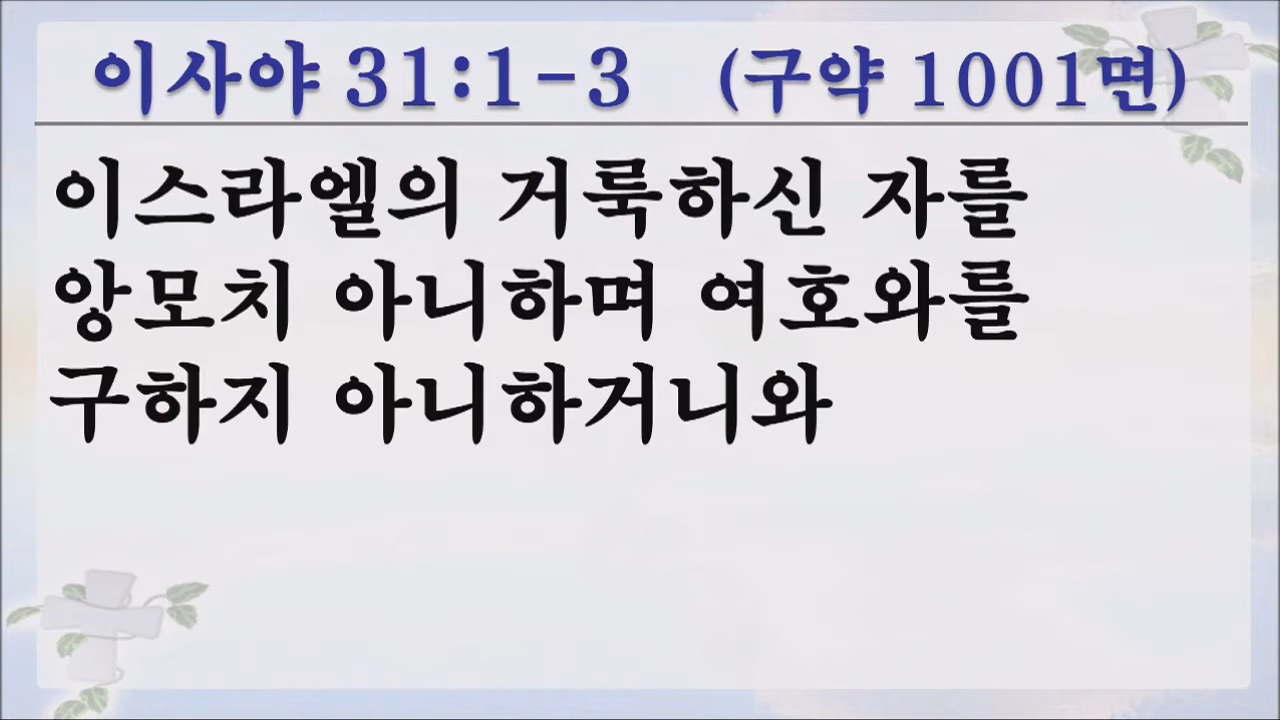 이사야 31:1-3 (구약 1001면)
이스라엘의 거룩하신 자를
앙모치 아니하며 여호와를
구하지 아니하거니와